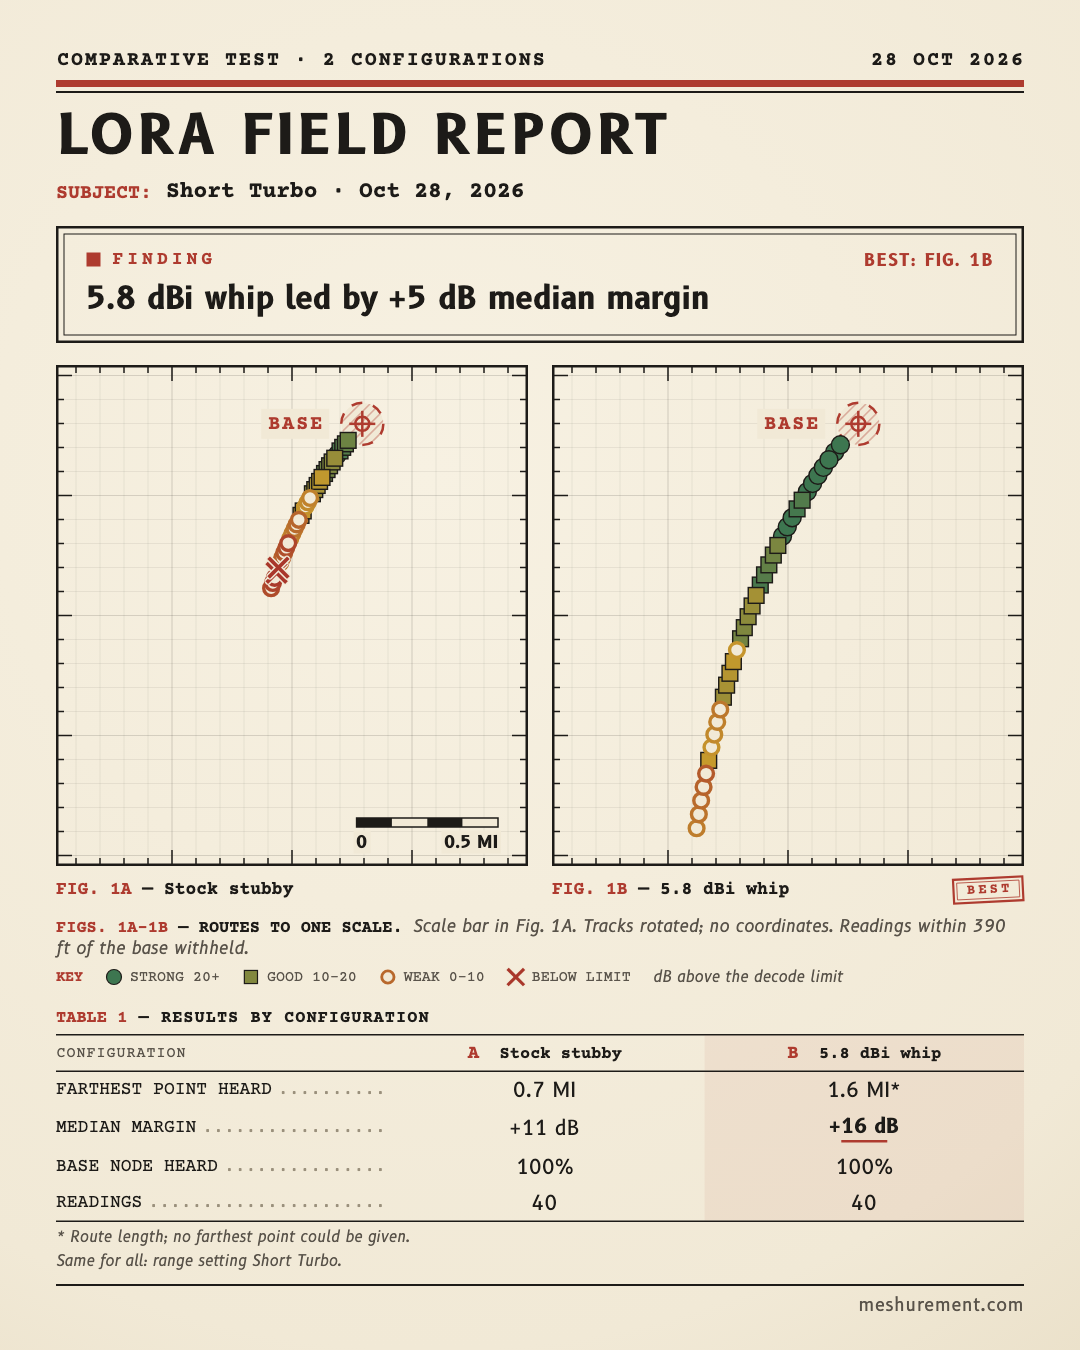 COMPARATIVE TEST · 2 CONFIGURATIONS
28 OCT 2026
LORA FIELD REPORT
SUBJECT: Short Turbo · Oct 28, 2026
FINDING
BEST: FIG. 1B
5.8 dBi whip led by +5 dB median margin
BASE
0 0.5 MI
BASE
FIG. 1A — Stock stubby
FIG. 1B — 5.8 dBi whip
BEST
FIGS. 1A–1B — ROUTES TO ONE SCALE. Scale bar in Fig. 1A. Tracks rotated; no coordinates. Readings within 390
ft of the base withheld.
KEY STRONG 20+ GOOD 10–20 WEAK 0–10 BELOW LIMIT dB above the decode limit
TABLE 1 — RESULTS BY CONFIGURATION
CONFIGURATION A Stock stubby B 5.8 dBi whip
FARTHEST POINT HEARD .......... 0.7 MI 1.6 MI*
MEDIAN MARGIN ................. +11 dB +16 dB
BASE NODE HEARD ............... 100% 100%
READINGS ...................... 40 40
* Route length; no farthest point could be given.
Same for all: range setting Short Turbo.
meshurement.com